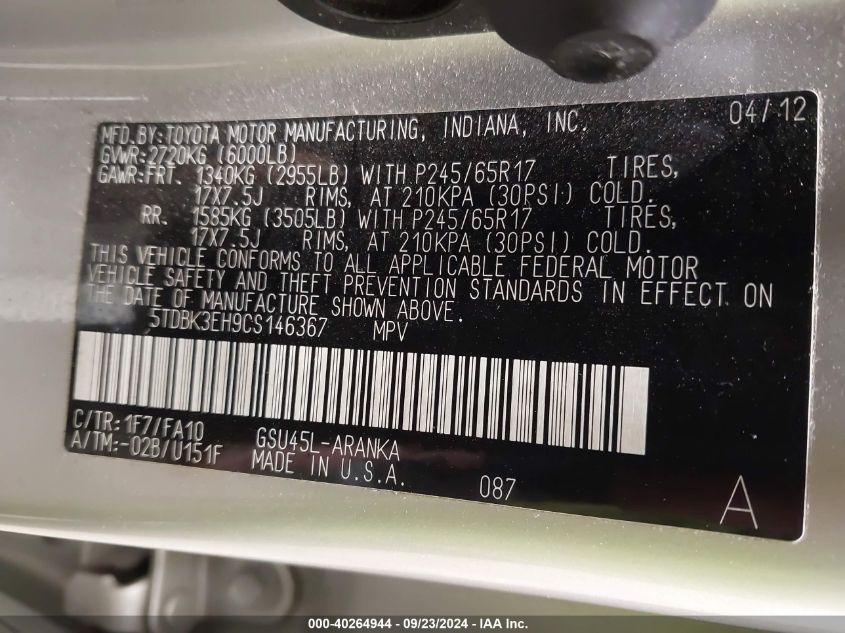 MFD.BY:TOYOTA MOTOR MANUFACTURING, INDIANA, INC. 04/12
GVWR:2720KG (6000LB)
GAWR:FRT. 1340KG (2955LB) WITH P245/65R17 TIRES,
17X7.5J RIMS, AT 210KPA (30PSI) COLD.
RR. 1585KG (3505LB) WITH P245/65R17 TIRES,
17X7.5J RIMS, AT 210KPA (30PSI) COLD.
THIS VEHICLE CONFORMS TO ALL APPLICABLE FEDERAL MOTOR
VEHICLE SAFETY AND THEFT PREVENTION STANDARDS IN EFFECT ON
THE DATE OF MANUFACTURE SHOWN ABOVE.
5TDBK3EH9CS146367 MPV
C/TR:1F7/FA10 GSU45L-ARANKA
A/TM:-02B/U151F MADE IN U.S.A. 087 A
000-40264944 - 09/23/2024 - IAA Inc.